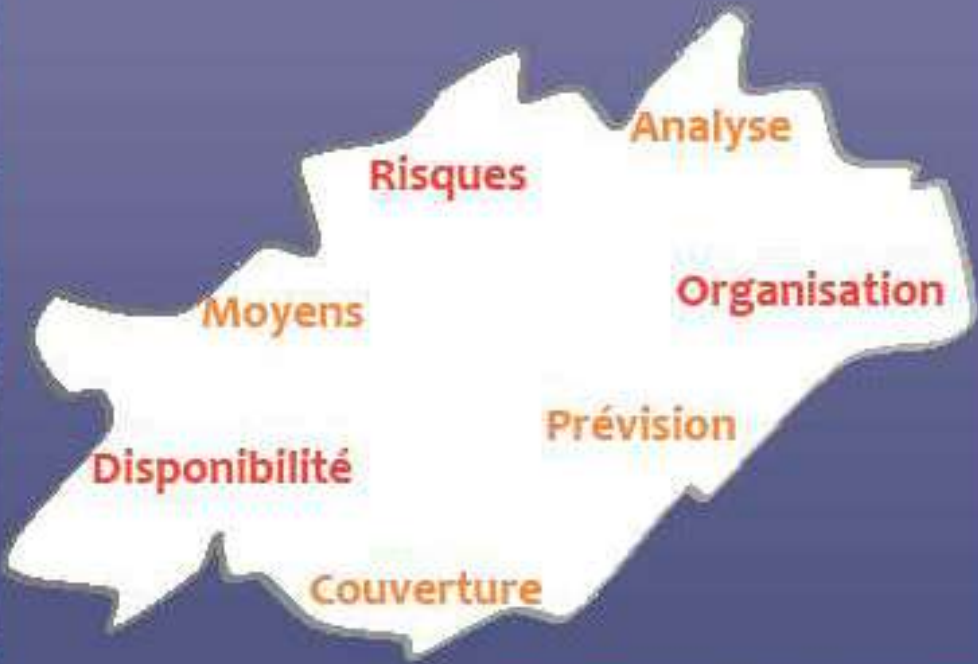 Analyse
Risques
Organisation
Moyens
Prévision
Disponibilité
Couverture